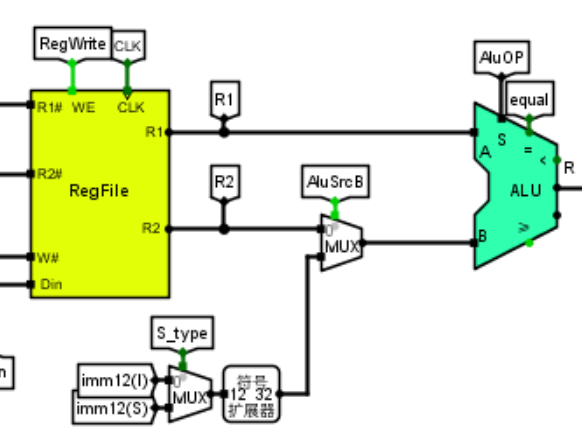 RegWrite
CLK
AluOP
R1# WE CLK
R1
equal
R1
S
A
=
<
R2#
RegFile
R2
AluSrcB
ALU
R
R2
0
MUX
B
≥
W#
Din
S_type
n
imm12(I)
0
MUX
符号
12 32
扩展器
imm12(S)